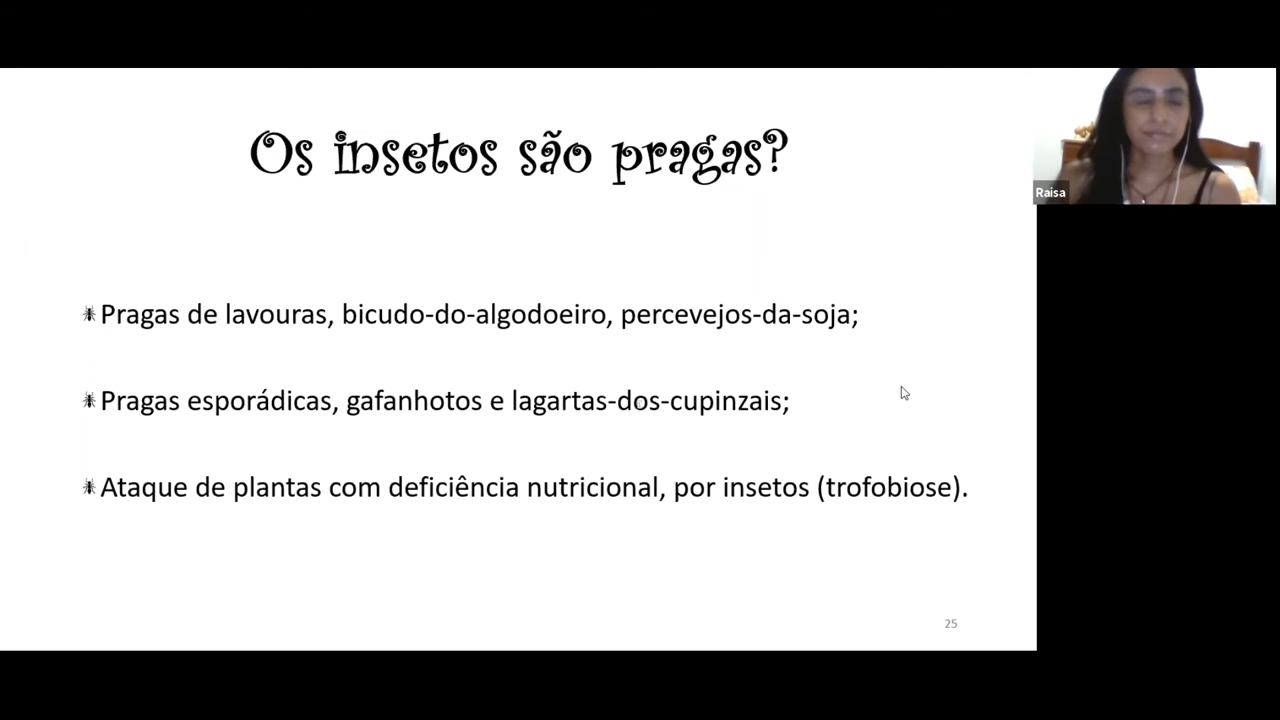 Os insetos são pragas?
Raisa
Pragas de lavouras, bicudo-do-algodoeiro, percevejos-da-soja;
Pragas esporádicas, gafanhotos e lagartas-dos-cupinzais;
Ataque de plantas com deficiência nutricional, por insetos (trofobiose).
25